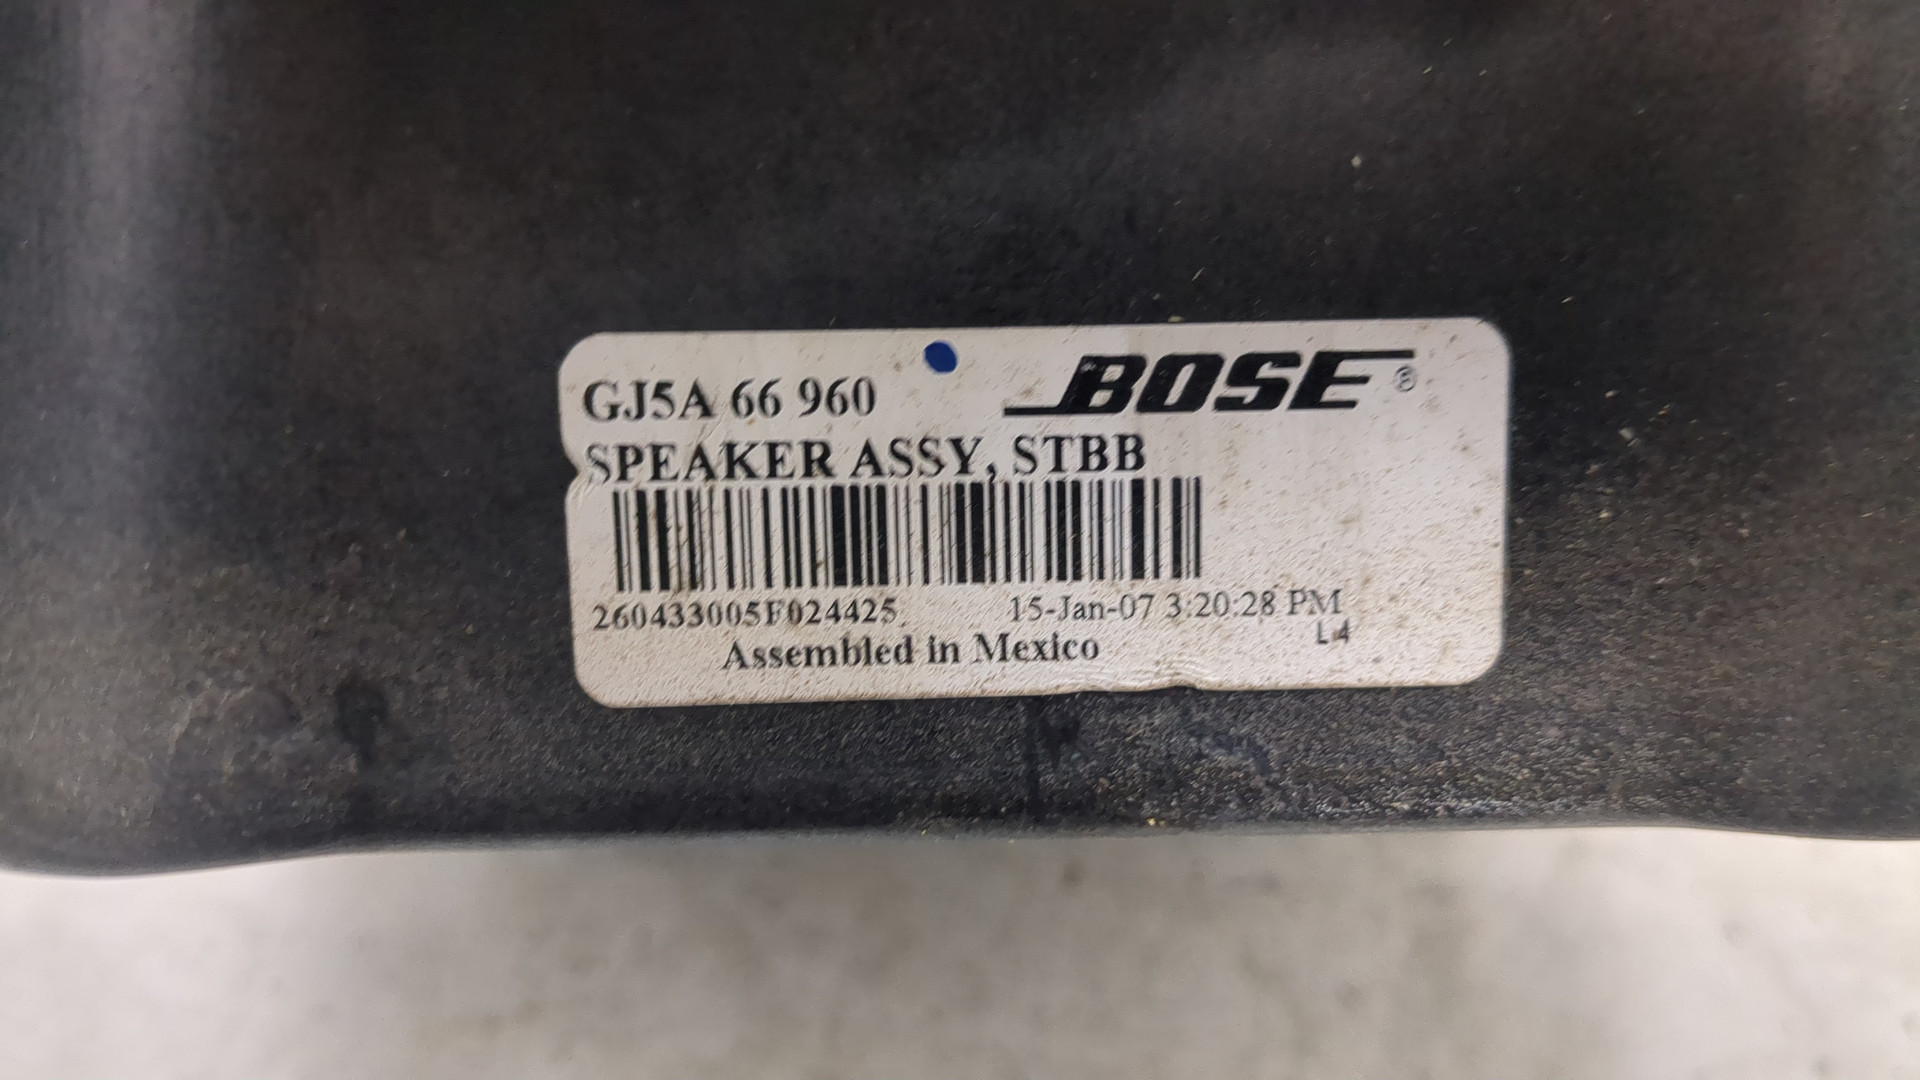 GJ5A 66 960
BOSE®
SPEAKER ASSY, STBB
260433005F024425
15-Jan-07 3:20:28 PM
L4
Assembled in Mexico